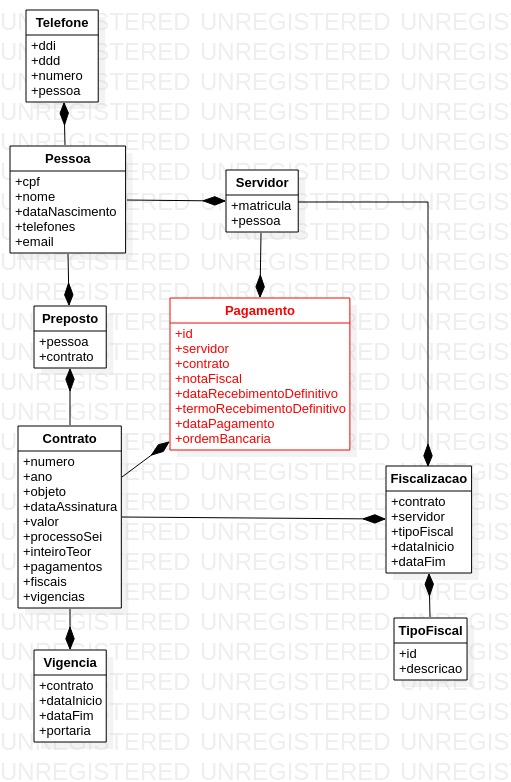 Telefone
+ddi
+ddd
+numero
+pessoa
Pessoa
+cpf
+nome
+dataNascimento
+telefones
+email
Servidor
+matricula
+pessoa
Preposto
+pessoa
+contrato
Pagamento
+id
+servidor
+contrato
+notaFiscal
+dataRecebimentoDefinitivo
+termoRecebimentoDefinitivo
+dataPagamento
+ordemBancaria
Contrato
+numero
+ano
+objeto
+dataAssinatura
+valor
+processoSei
+inteiroTeor
+pagamentos
+fiscais
+vigencias
Fiscalizacao
+contrato
+servidor
+tipoFiscal
+dataInicio
+dataFim
TipoFiscal
+id
+descricao
Vigencia
+contrato
+dataInicio
+dataFim
+portaria
UNREGISTERED